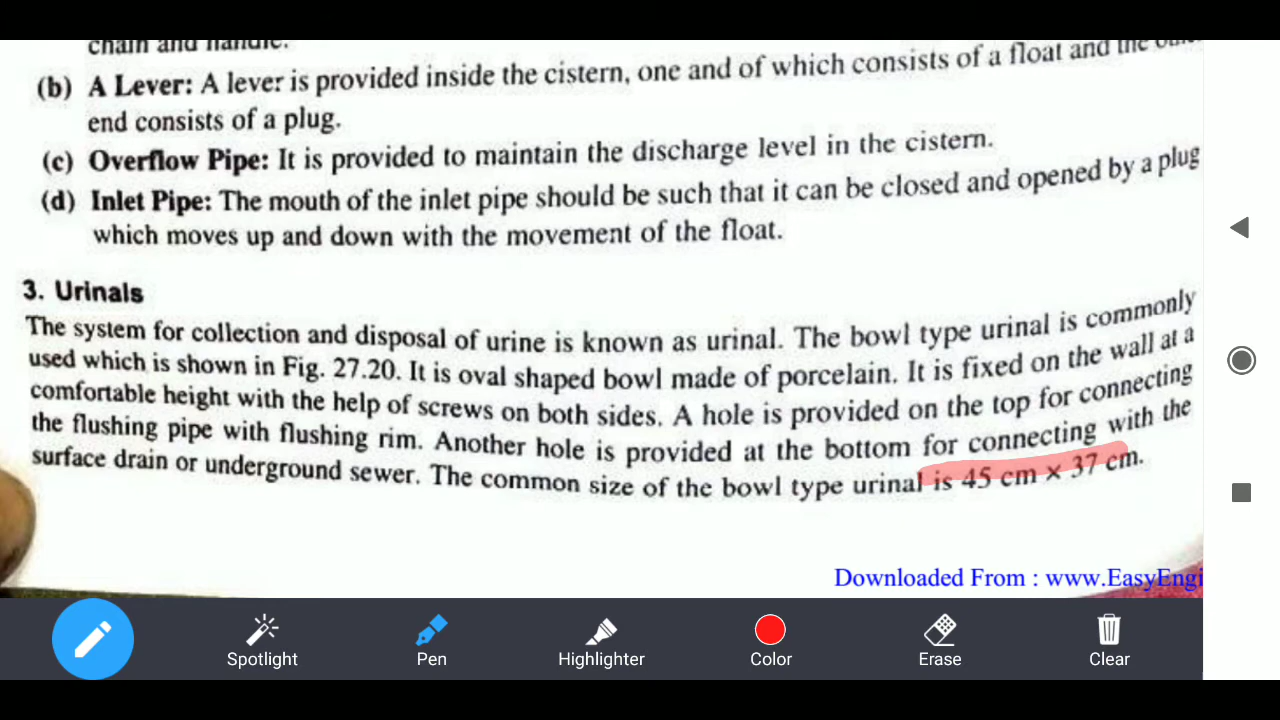 chain and handle.
(b) A Lever: A lever is provided inside the cistern, one and of which consists of a float and the other
end consists of a plug.
(c) Overflow Pipe: It is provided to maintain the discharge level in the cistern.
(d) Inlet Pipe: The mouth of the inlet pipe should be such that it can be closed and opened by a plug
which moves up and down with the movement of the float.
3. Urinals
The system for collection and disposal of urine is known as urinal. The bowl type urinal is commonly
used which is shown in Fig. 27.20. It is oval shaped bowl made of porcelain. It is fixed on the wall at a
comfortable height with the help of screws on both sides. A hole is provided on the top for connecting
the flushing pipe with flushing rim. Another hole is provided at the bottom for connecting with the
surface drain or underground sewer. The common size of the bowl type urinal is 45 cm × 37 cm.
Downloaded From : www.EasyEngi
Spotlight Pen Highlighter Color Erase Clear